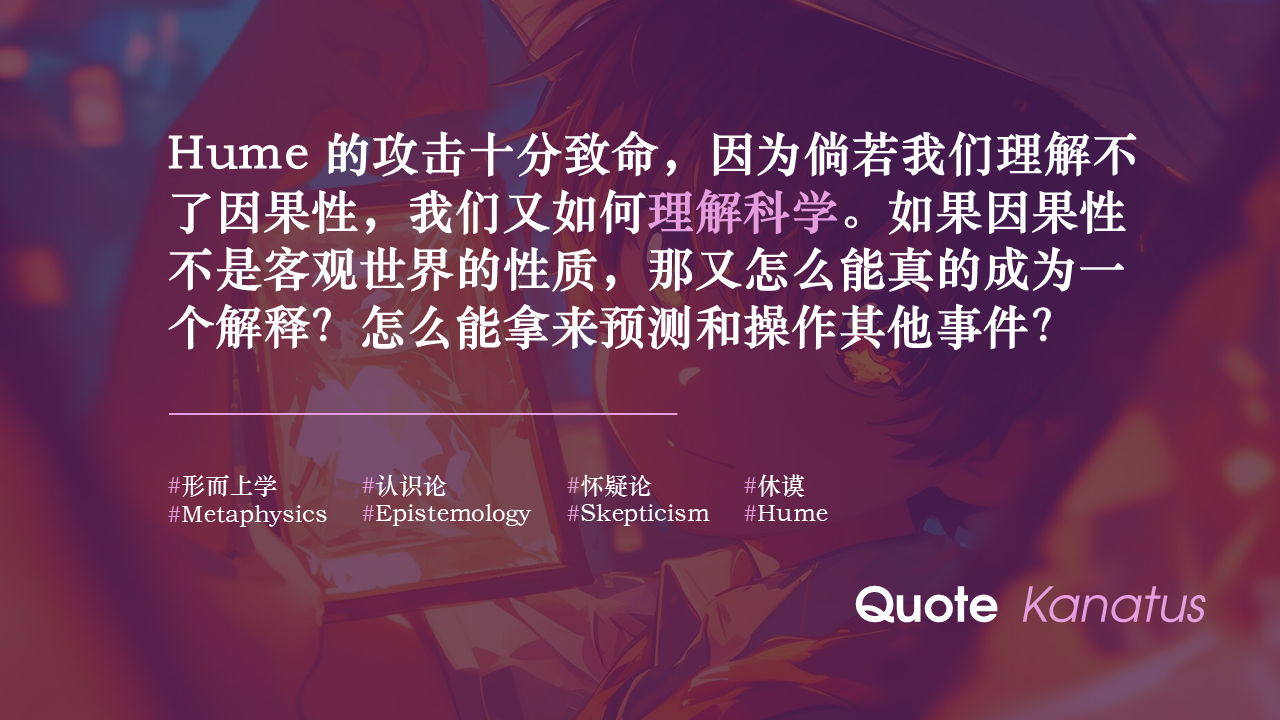 Hume 的攻击十分致命，因为倘若我们理解不
了因果性，我们又如何理解科学。如果因果性
不是客观世界的性质，那又怎么能真的成为一
个解释？怎么能拿来预测和操作其他事件？
#形而上学 #认识论 #怀疑论 #休谟
#Metaphysics #Epistemology #Skepticism #Hume
Quote Kanatus